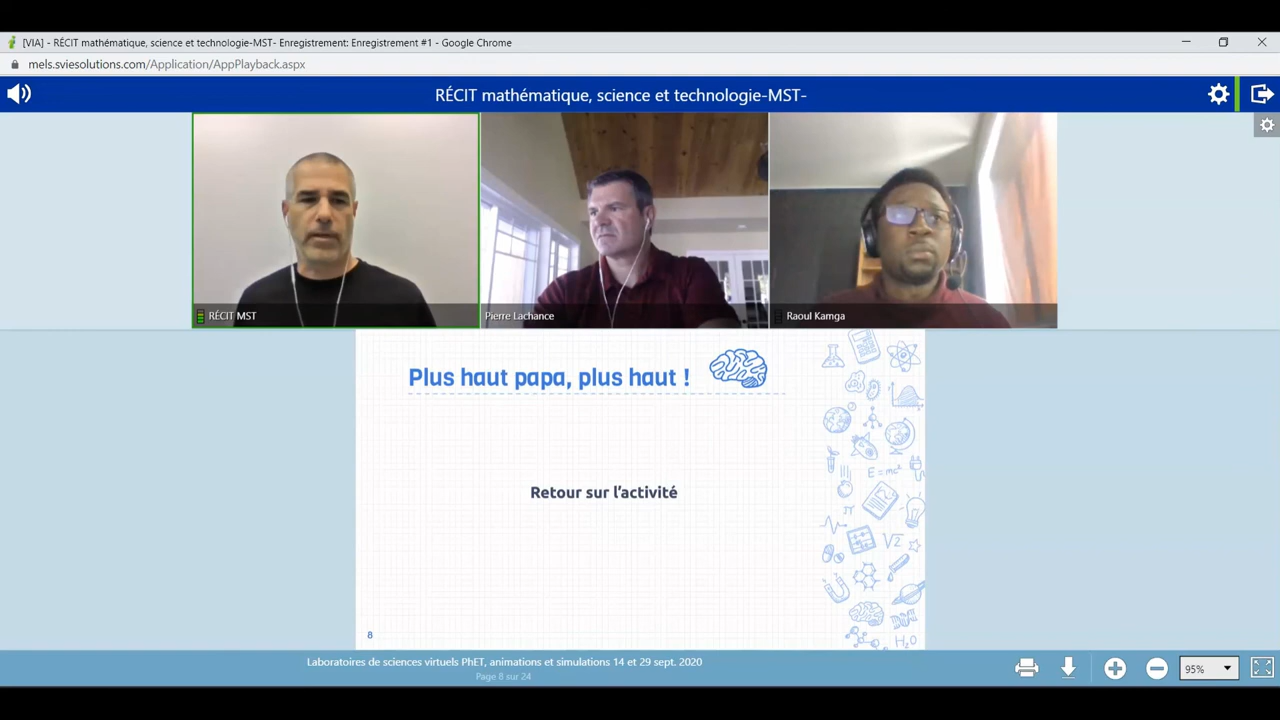 [VIA] - RÉCIT mathématique, science et technologie-MST- Enregistrement: Enregistrement #1 - Google Chrome
mels.sviesolutions.com/Application/AppPlayback.aspx
RÉCIT mathématique, science et technologie-MST-
RÉCIT MST
Pierre Lachance
Raoul Kamga
Plus haut papa, plus haut !
Retour sur l'activité
E=mc²
π
√2
H₂O
8
Laboratoires de sciences virtuels PhET, animations et simulations 14 et 29 sept. 2020
Page 8 sur 24
95%